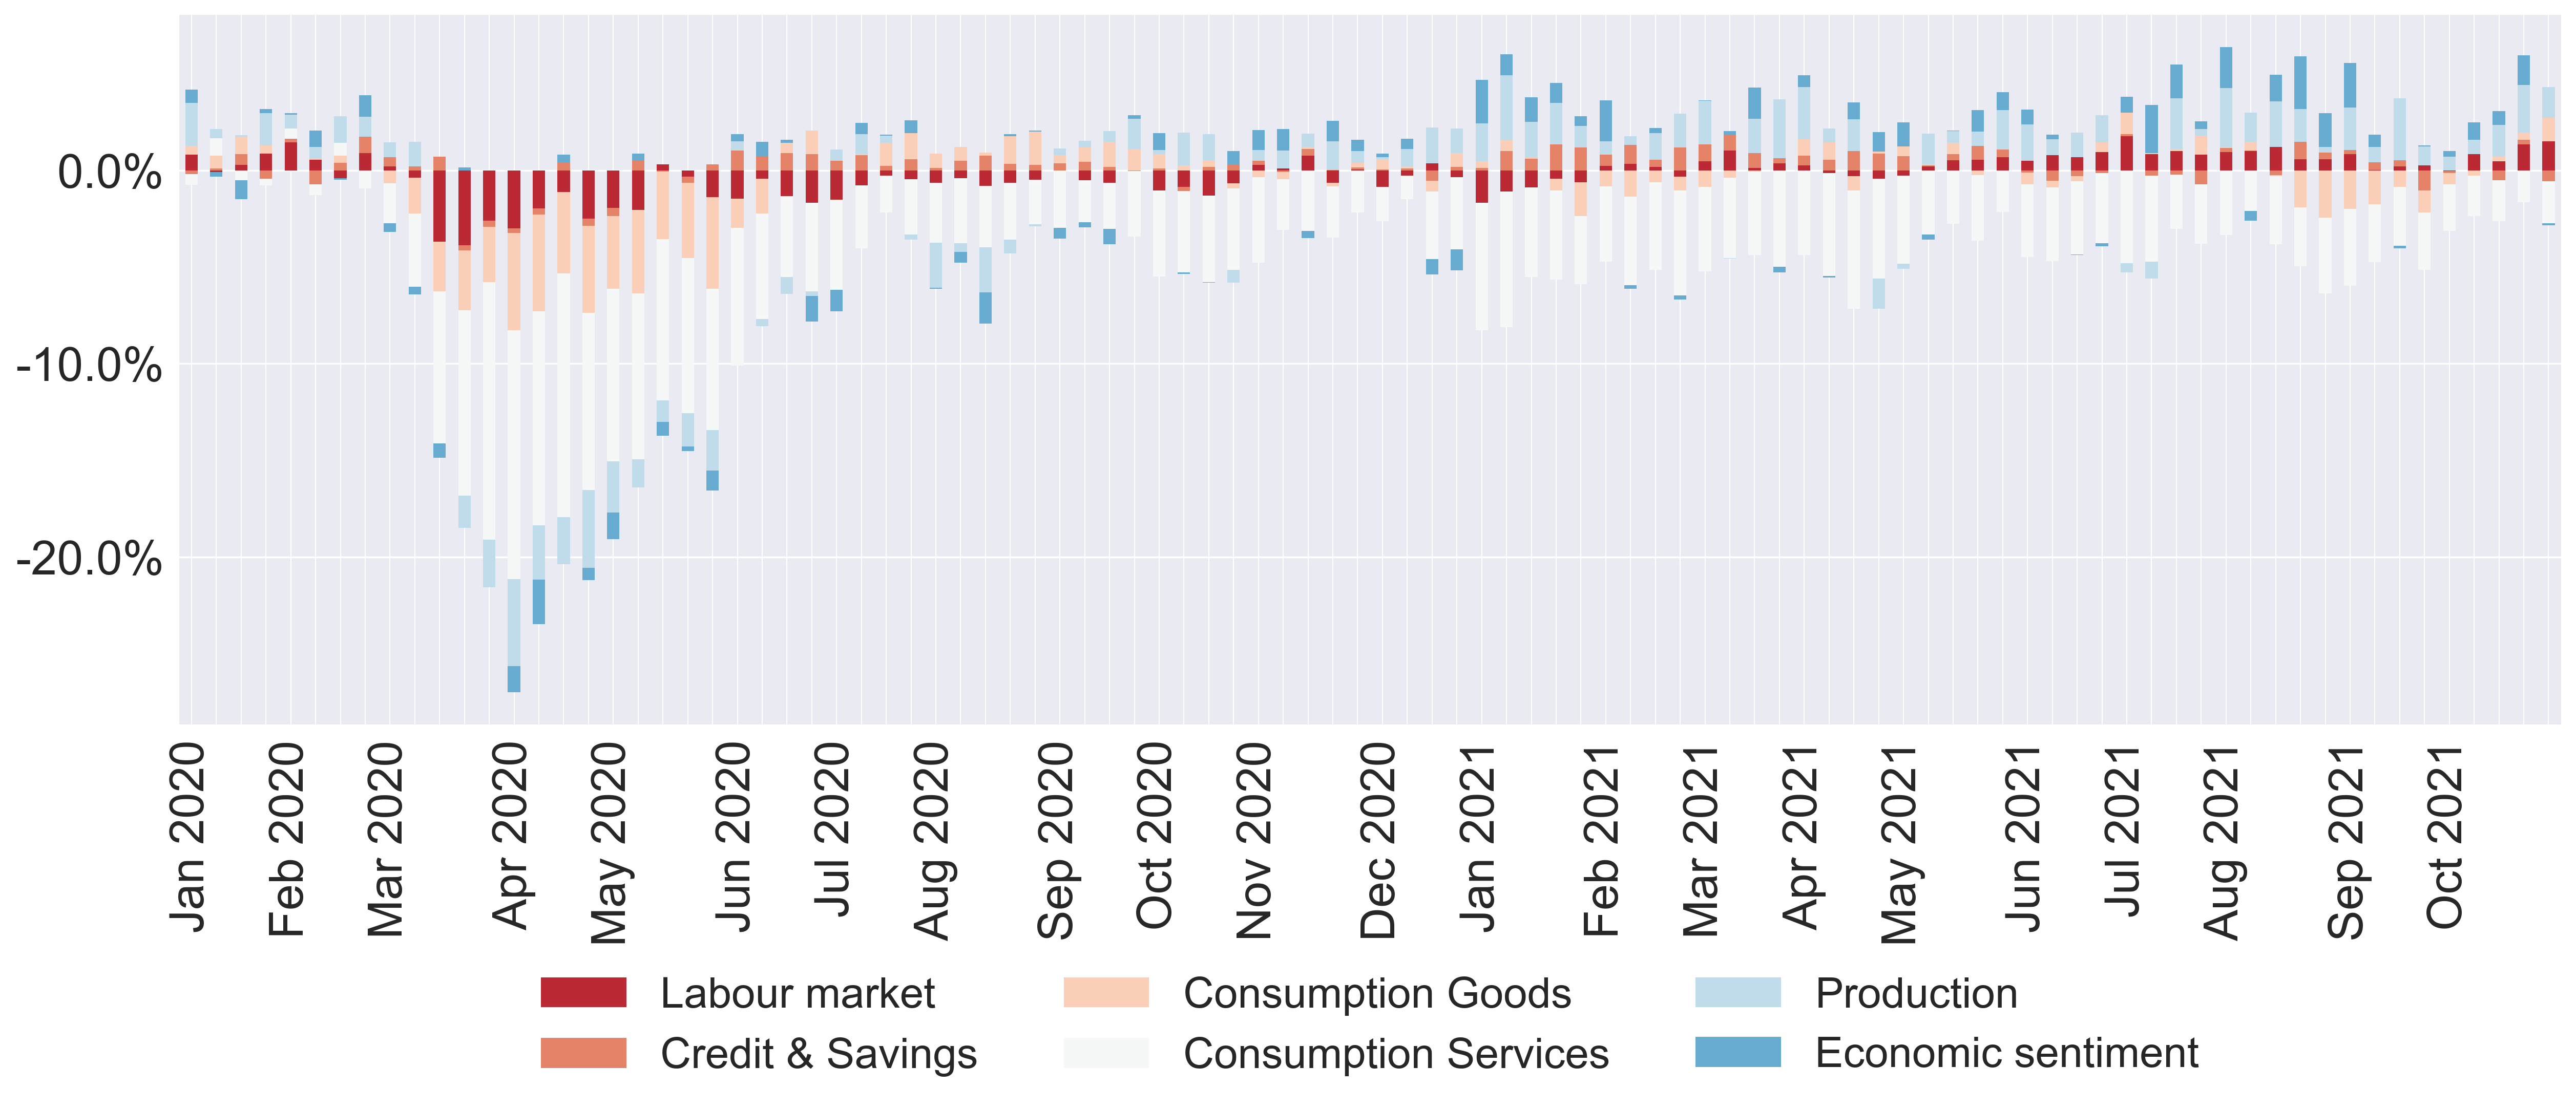 0.0%
-10.0%
-20.0%
Jan 2020
Feb 2020
Mar 2020
Apr 2020
May 2020
Jun 2020
Jul 2020
Aug 2020
Sep 2020
Oct 2020
Nov 2020
Dec 2020
Jan 2021
Feb 2021
Mar 2021
Apr 2021
May 2021
Jun 2021
Jul 2021
Aug 2021
Sep 2021
Oct 2021
Labour market
Credit & Savings
Consumption Goods
Consumption Services
Production
Economic sentiment